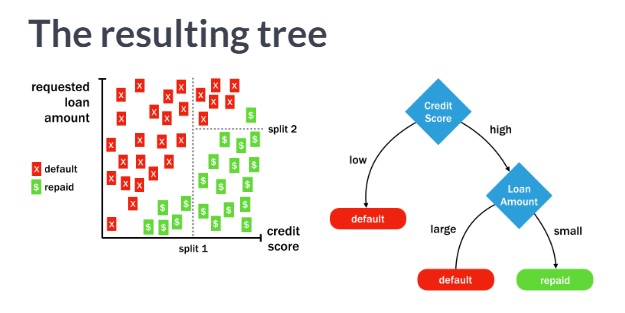 The resulting tree
requested
loan
amount
X default
$ repaid
split 2
split 1
credit
score
Credit
Score
low
high
default
Loan
Amount
large
small
default
repaid